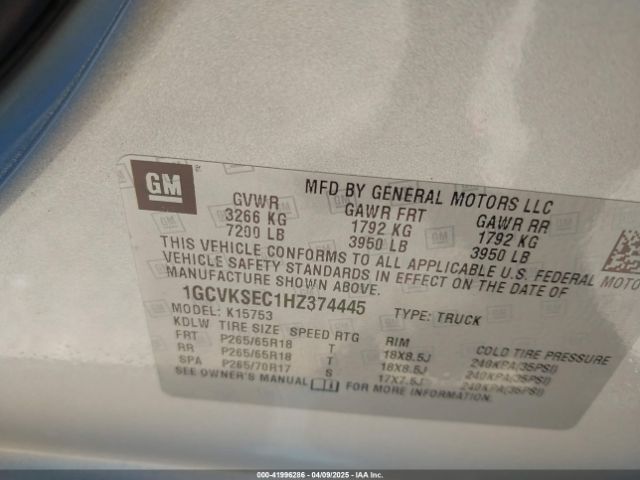 GM
MFD BY GENERAL MOTORS LLC
GVWR GAWR FRT GAWR RR
3266 KG 1792 KG 1792 KG
7200 LB 3950 LB 3950 LB
THIS VEHICLE CONFORMS TO ALL APPLICABLE U.S. FEDERAL MOTO
VEHICLE SAFETY STANDARDS IN EFFECT ON THE DATE OF
MANUFACTURE SHOWN ABOVE.
1GCVKSEC1HZ374445
MODEL: K15753 TYPE: TRUCK
KDLW TIRE SIZE SPEED RTG RIM COLD TIRE PRESSURE
FRT P265/65R18 T 18X8.5J 240KPA(35PSI)
RR P265/65R18 T 18X8.5J 240KPA(35PSI)
SPA P265/70R17 S 17X7.5J 240KPA(35PSI)
SEE OWNER'S MANUAL FOR MORE INFORMATION.
000-41996286 - 04/09/2025 - IAAI.COM